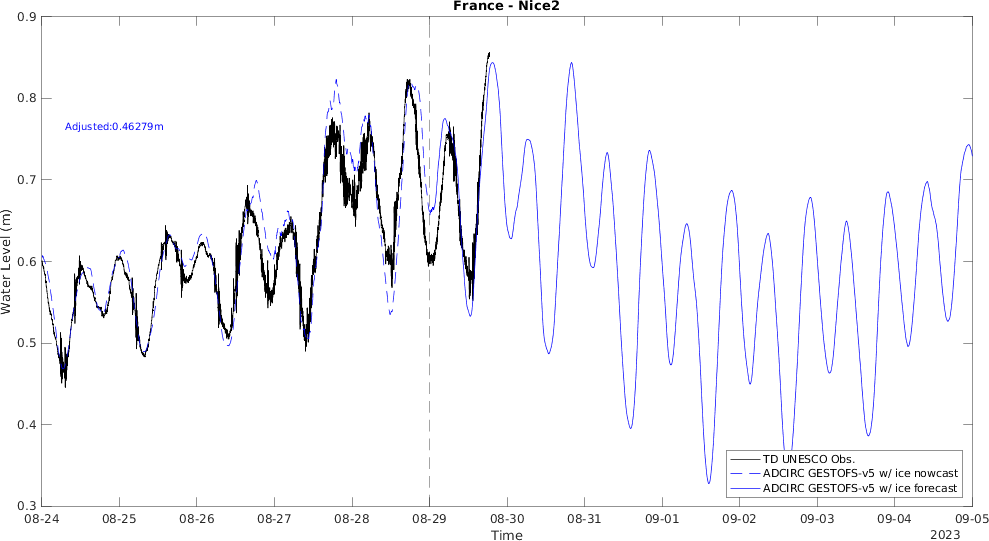 France - Nice2
0.9
0.8
0.7
0.6
0.5
0.4
0.3
Water Level (m)
Adjusted:0.46279m
TD UNESCO Obs.
ADCIRC GESTOFS-v5 w/ ice nowcast
ADCIRC GESTOFS-v5 w/ ice forecast
08-24 08-25 08-26 08-27 08-28 08-29 08-30 08-31 09-01 09-02 09-03 09-04 09-05
Time
2023